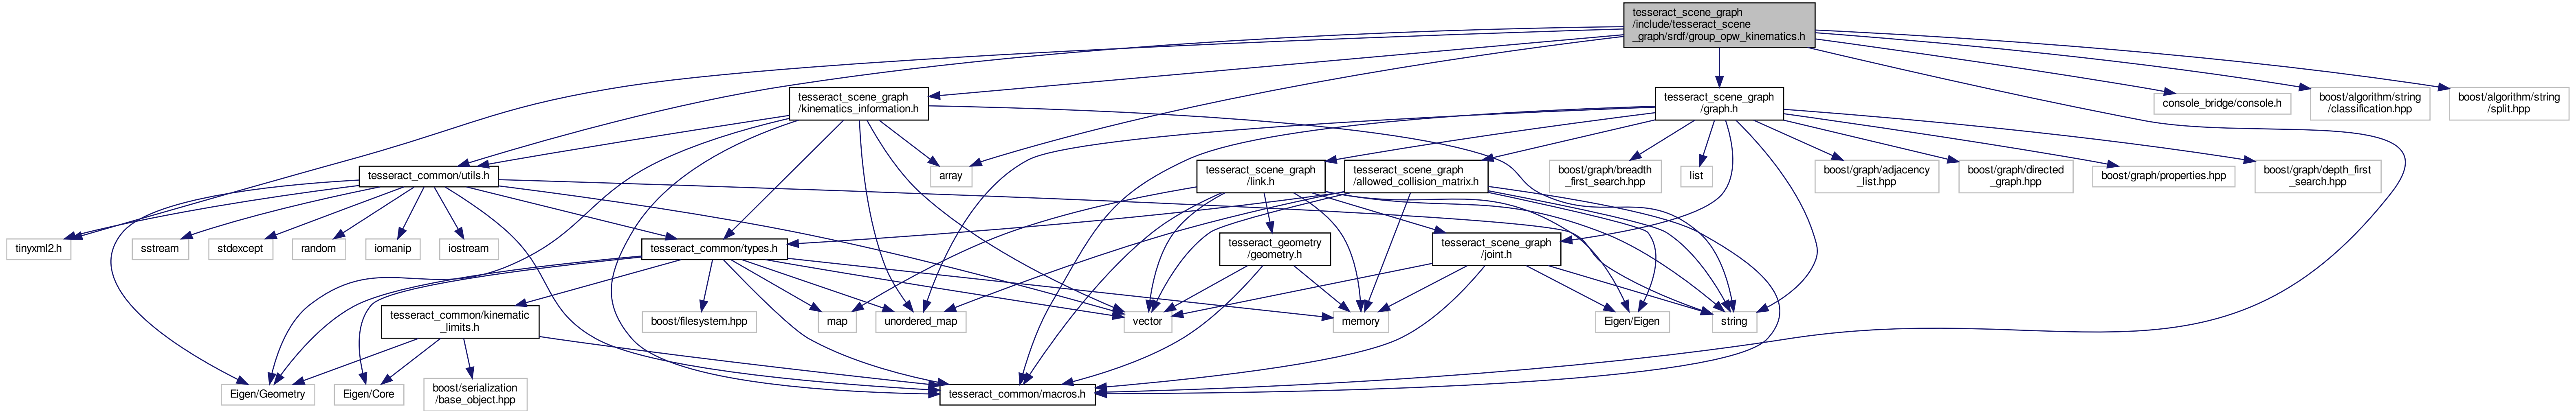 tesseract_scene_graph
/include/tesseract_scene
_graph/srdf/group_opw_kinematics.h
tesseract_scene_graph
/kinematics_information.h
tesseract_scene_graph
/graph.h
console_bridge/console.h
boost/algorithm/string
/classification.hpp
boost/algorithm/string
/split.hpp
tesseract_common/utils.h
array
tesseract_scene_graph
/link.h
tesseract_scene_graph
/allowed_collision_matrix.h
boost/graph/breadth
_first_search.hpp
list
boost/graph/adjacency
_list.hpp
boost/graph/directed
_graph.hpp
boost/graph/properties.hpp
boost/graph/depth_first
_search.hpp
tinyxml2.h
sstream
stdexcept
random
iomanip
iostream
tesseract_common/types.h
tesseract_geometry
/geometry.h
tesseract_scene_graph
/joint.h
tesseract_common/kinematic
_limits.h
boost/filesystem.hpp
map
unordered_map
vector
memory
Eigen/Eigen
string
Eigen/Geometry
Eigen/Core
boost/serialization
/base_object.hpp
tesseract_common/macros.h